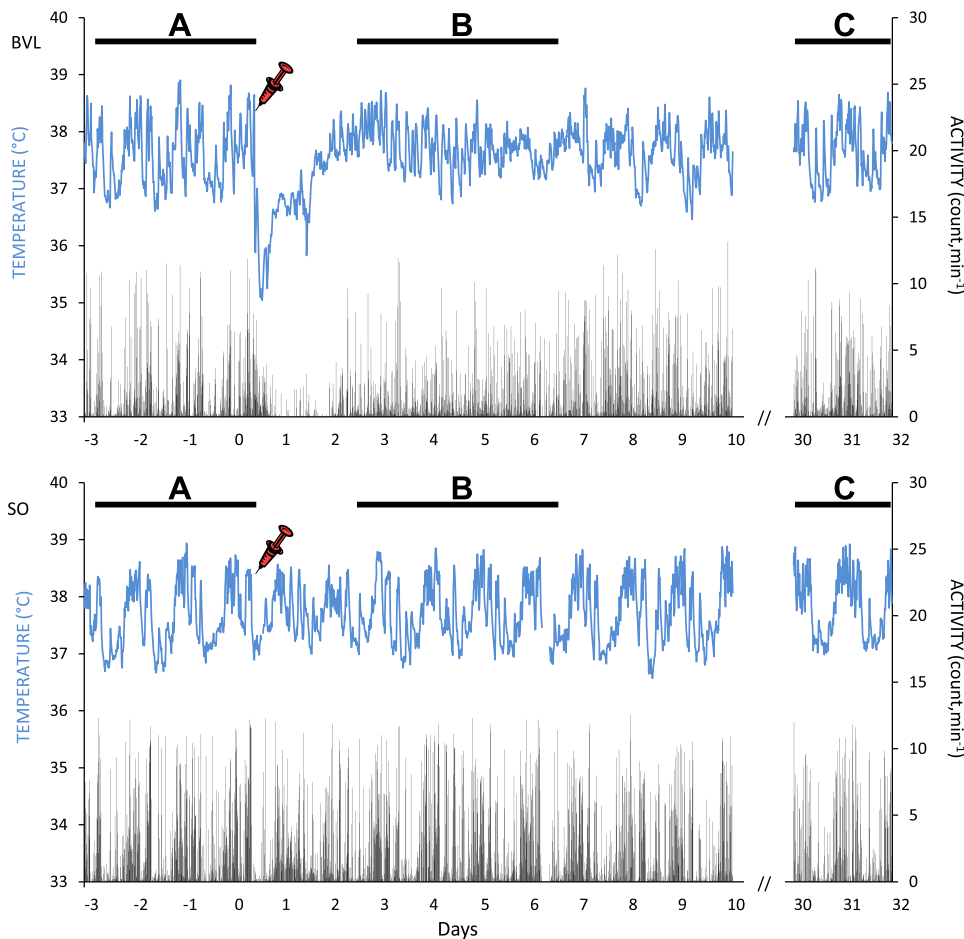 40 30
A B C
BVL
39 25
38 20
37
15
36
10
35
34 5
33 0
TEMPERATURE (°C)
ACTIVITY (count,min⁻¹)
-3 -2 -1 0 1 2 3 4 5 6 7 8 9 10 // 30 31 32
40 30
A B C
SO
39 25
38 20
37
15
36
10
35
34 5
33 0
TEMPERATURE (°C)
ACTIVITY (count,min⁻¹)
-3 -2 -1 0 1 2 3 4 5 6 7 8 9 10 // 30 31 32
Days